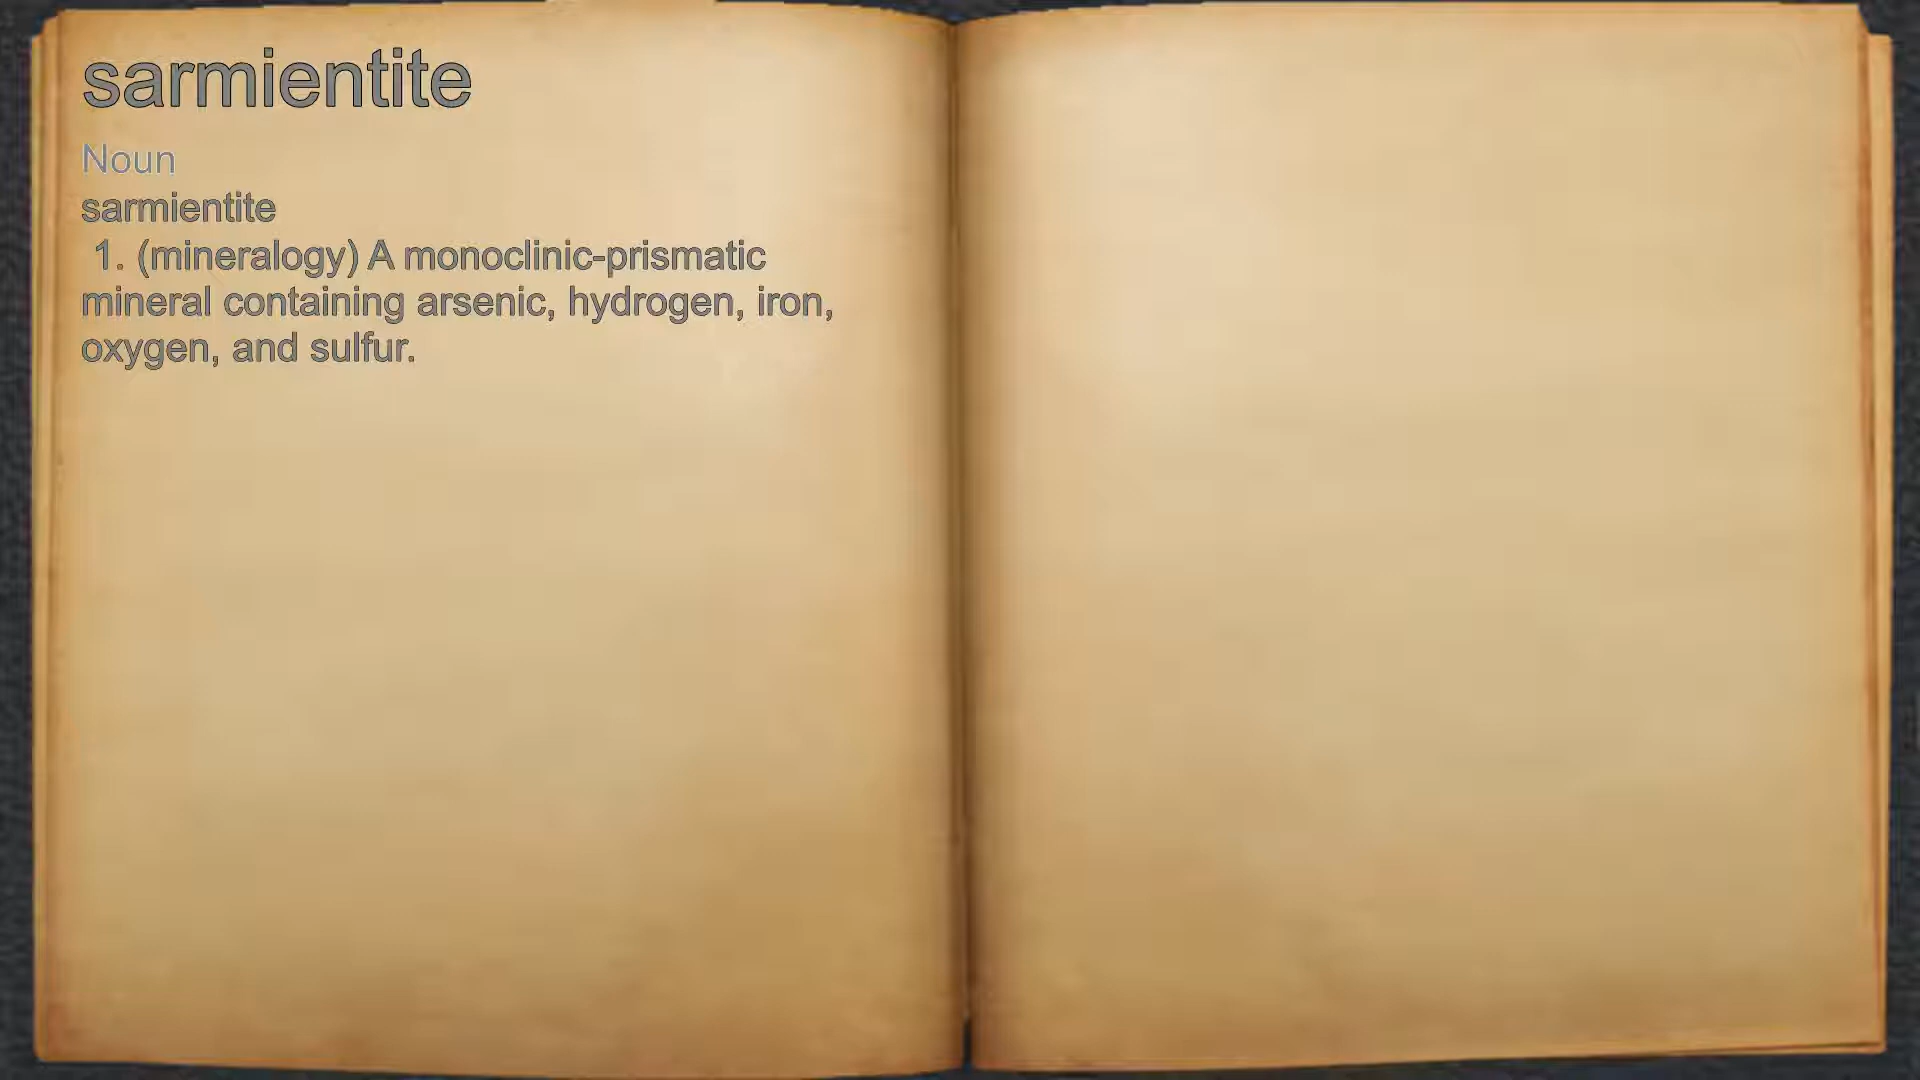 sarmientite
Noun
sarmientite
1. (mineralogy) A monoclinic-prismatic
mineral containing arsenic, hydrogen, iron,
oxygen, and sulfur.